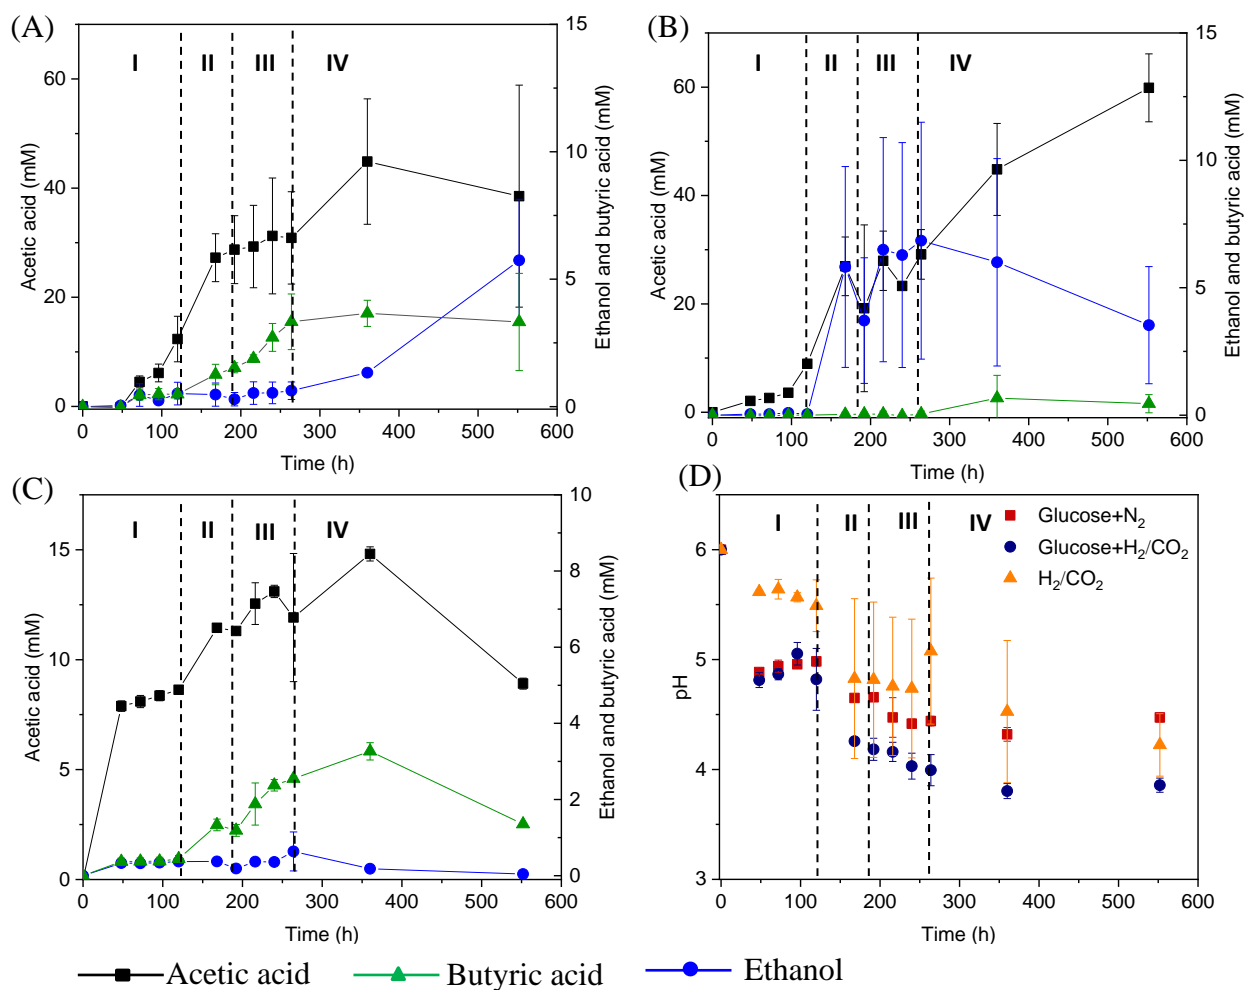 (A)
I II III IV
Acetic acid (mM)
60
40
20
0
15
10
5
0
Ethanol and butyric acid (mM)
0 100 200 300 400 500 600
Time (h)
(B)
I II III IV
Acetic acid (mM)
60
40
20
0
15
10
5
0
Ethanol and butyric acid (mM)
0 100 200 300 400 500 600
Time (h)
(C)
I II III IV
Acetic acid (mM)
15
10
5
0
10
8
6
4
2
0
Ethanol and butyric acid (mM)
0 100 200 300 400 500 600
Time (h)
(D)
I II III IV
Glucose+N₂
Glucose+H₂/CO₂
H₂/CO₂
pH
6
5
4
3
0 100 200 300 400 500 600
Time (h)
Acetic acid Butyric acid Ethanol